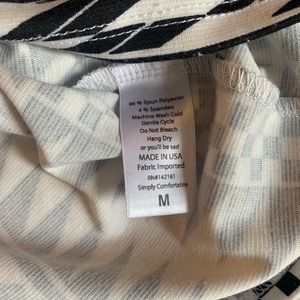 96 % Spun Polyester
4 % Spandex
Machine Wash Cold
Gentle Cycle
Do Not Bleach
Hang Dry
or you'll be sad
MADE IN USA
Fabric Imported
RN#142161
Simply Comfortable
M